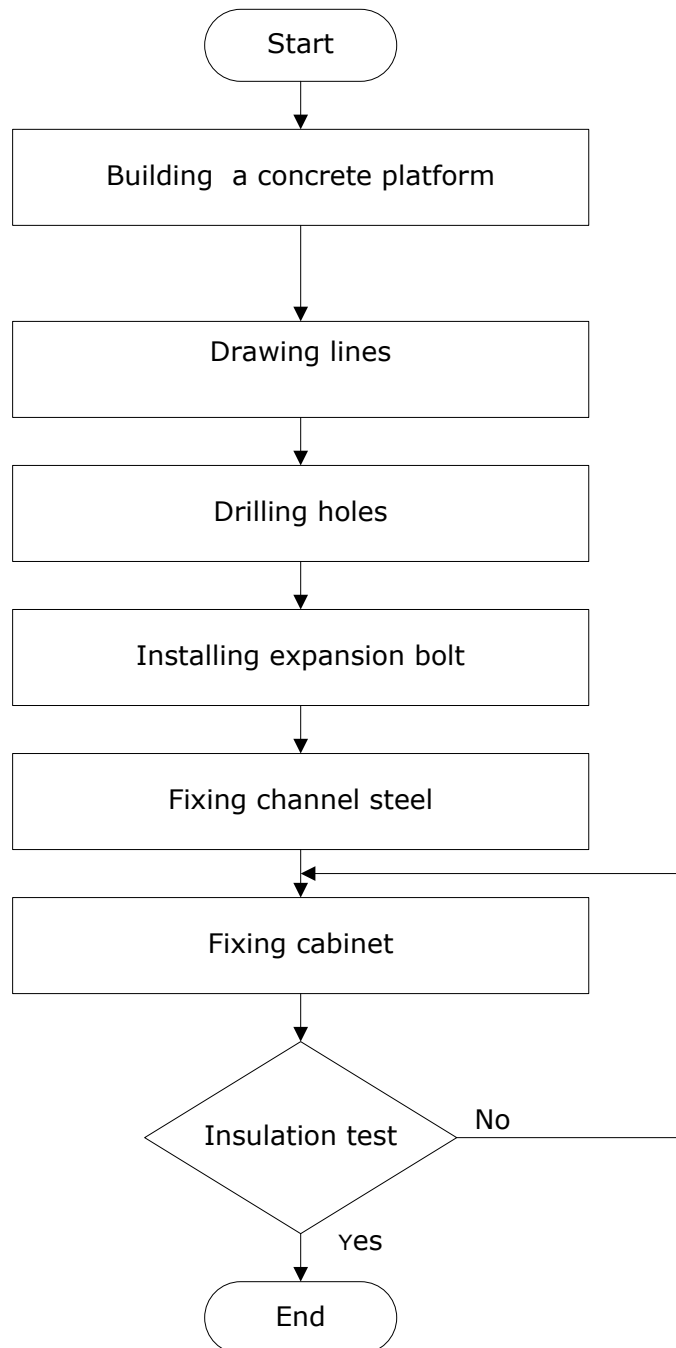 Start
Building a concrete platform
Drawing lines
Drilling holes
Installing expansion bolt
Fixing channel steel
Fixing cabinet
Insulation test
No
Yes
End